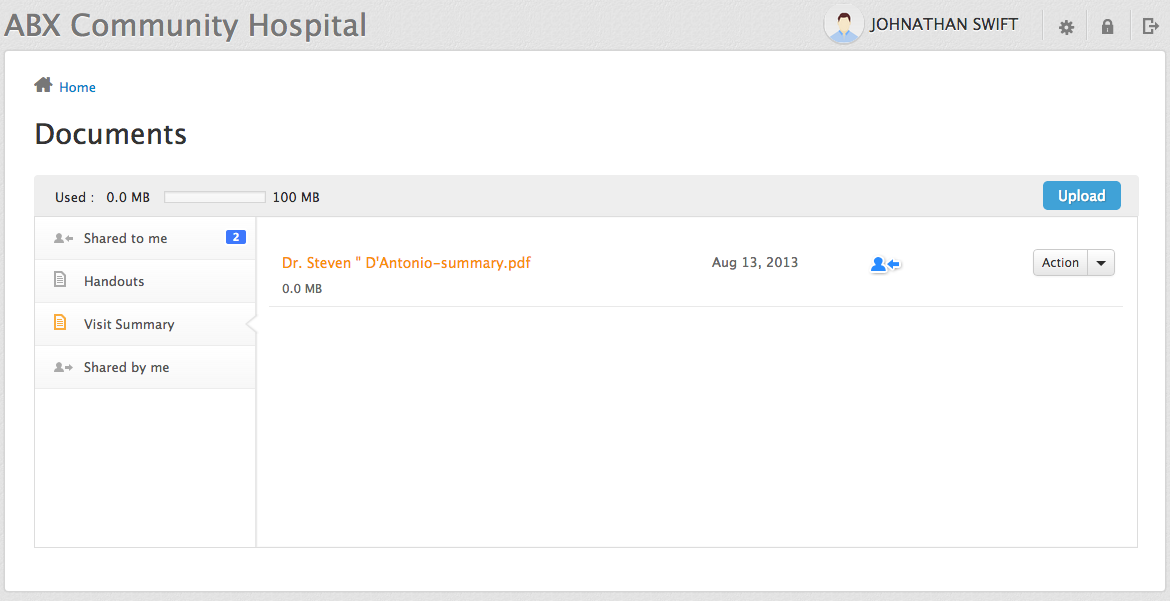 ABX Community Hospital
JOHNATHAN SWIFT
Home
Documents
Used : 0.0 MB 100 MB
Upload
Shared to me 2
Handouts
Visit Summary
Shared by me
Dr. Steven " D'Antonio-summary.pdf Aug 13, 2013 Action
0.0 MB